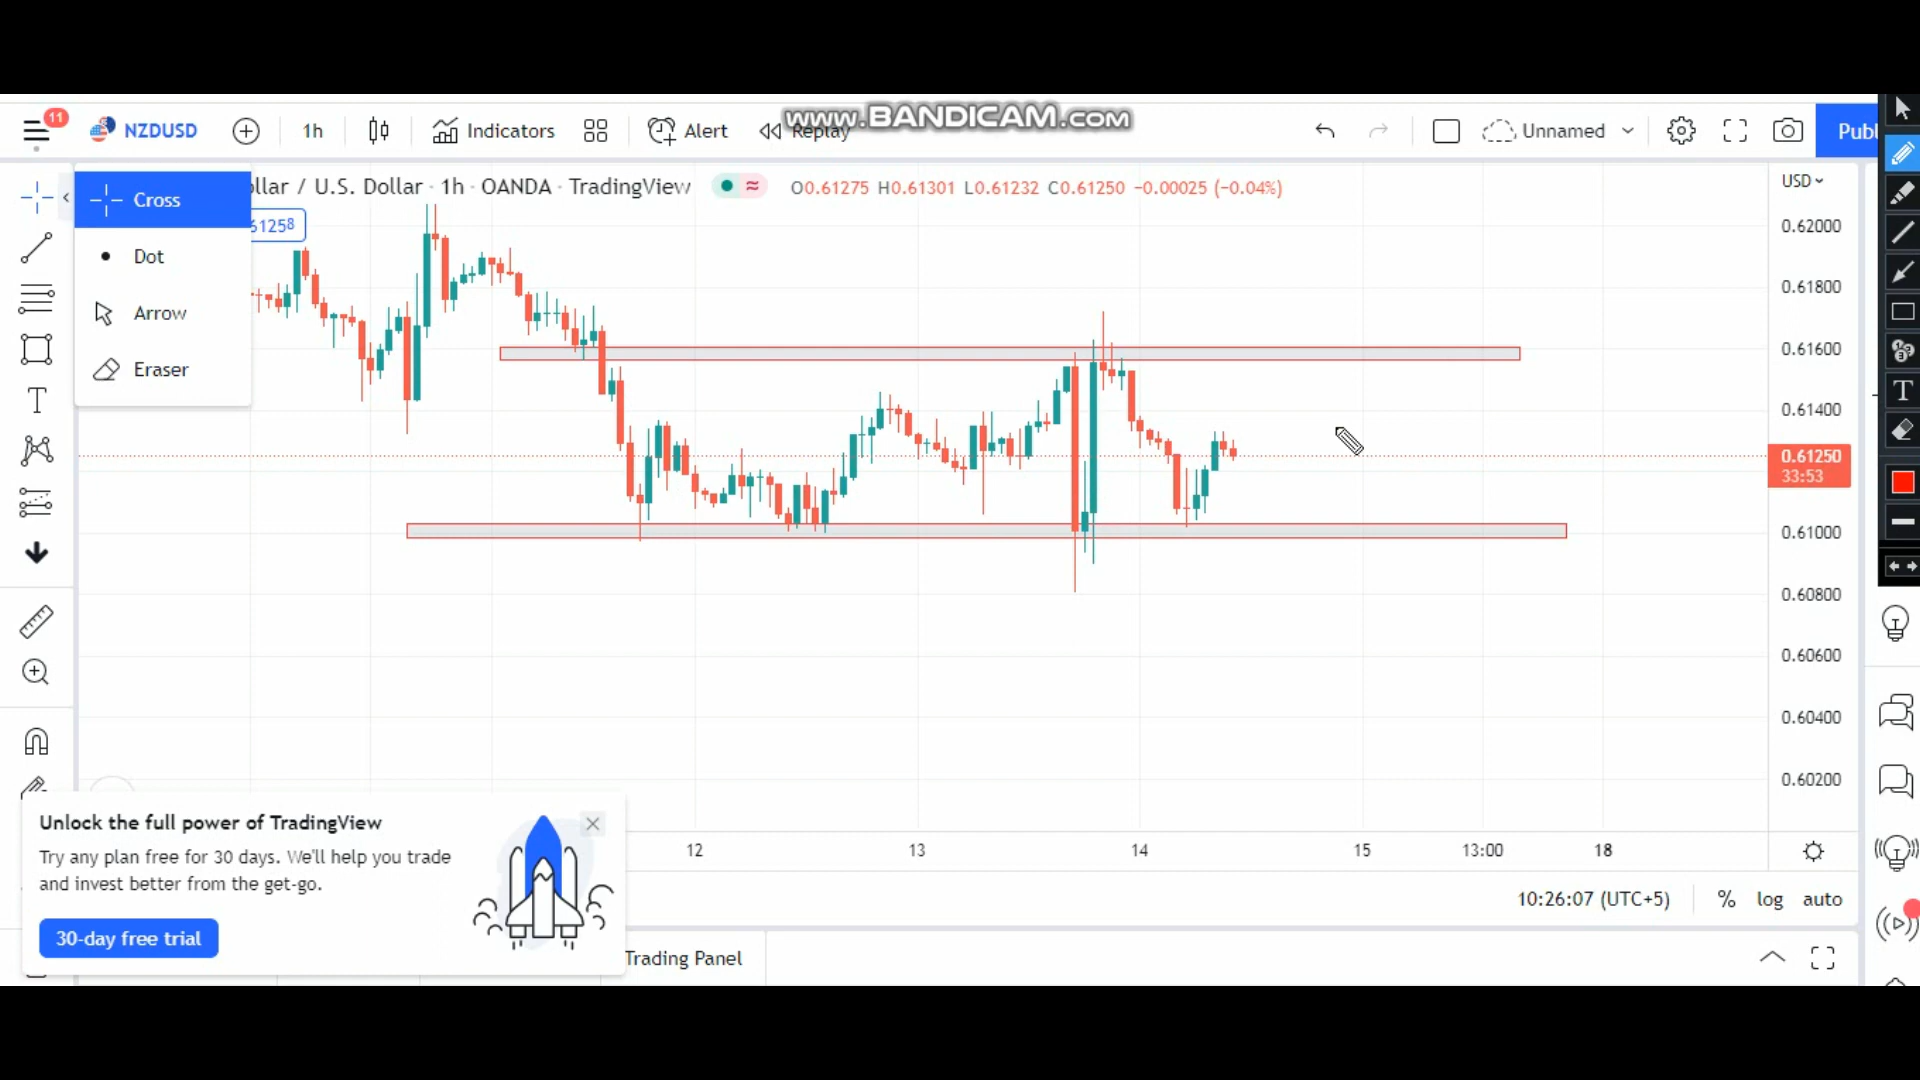 www.BANDICAM.com
11
NZDUSD
1h
Indicators
Alert
Replay
Unnamed
Publ
Cross
Dot
Arrow
Eraser
ollar / U.S. Dollar · 1h · OANDA · TradingView
O0.61275 H0.61301 L0.61232 C0.61250 −0.00025 (−0.04%)
USD
61258
0.62000
0.61800
0.61600
0.61400
0.61250
33:53
0.61000
0.60800
0.60600
0.60400
0.60200
12 13 14 15 13:00 18
Unlock the full power of TradingView
Try any plan free for 30 days. We'll help you trade
and invest better from the get-go.
30-day free trial
10:26:07 (UTC+5)
% log auto
Trading Panel